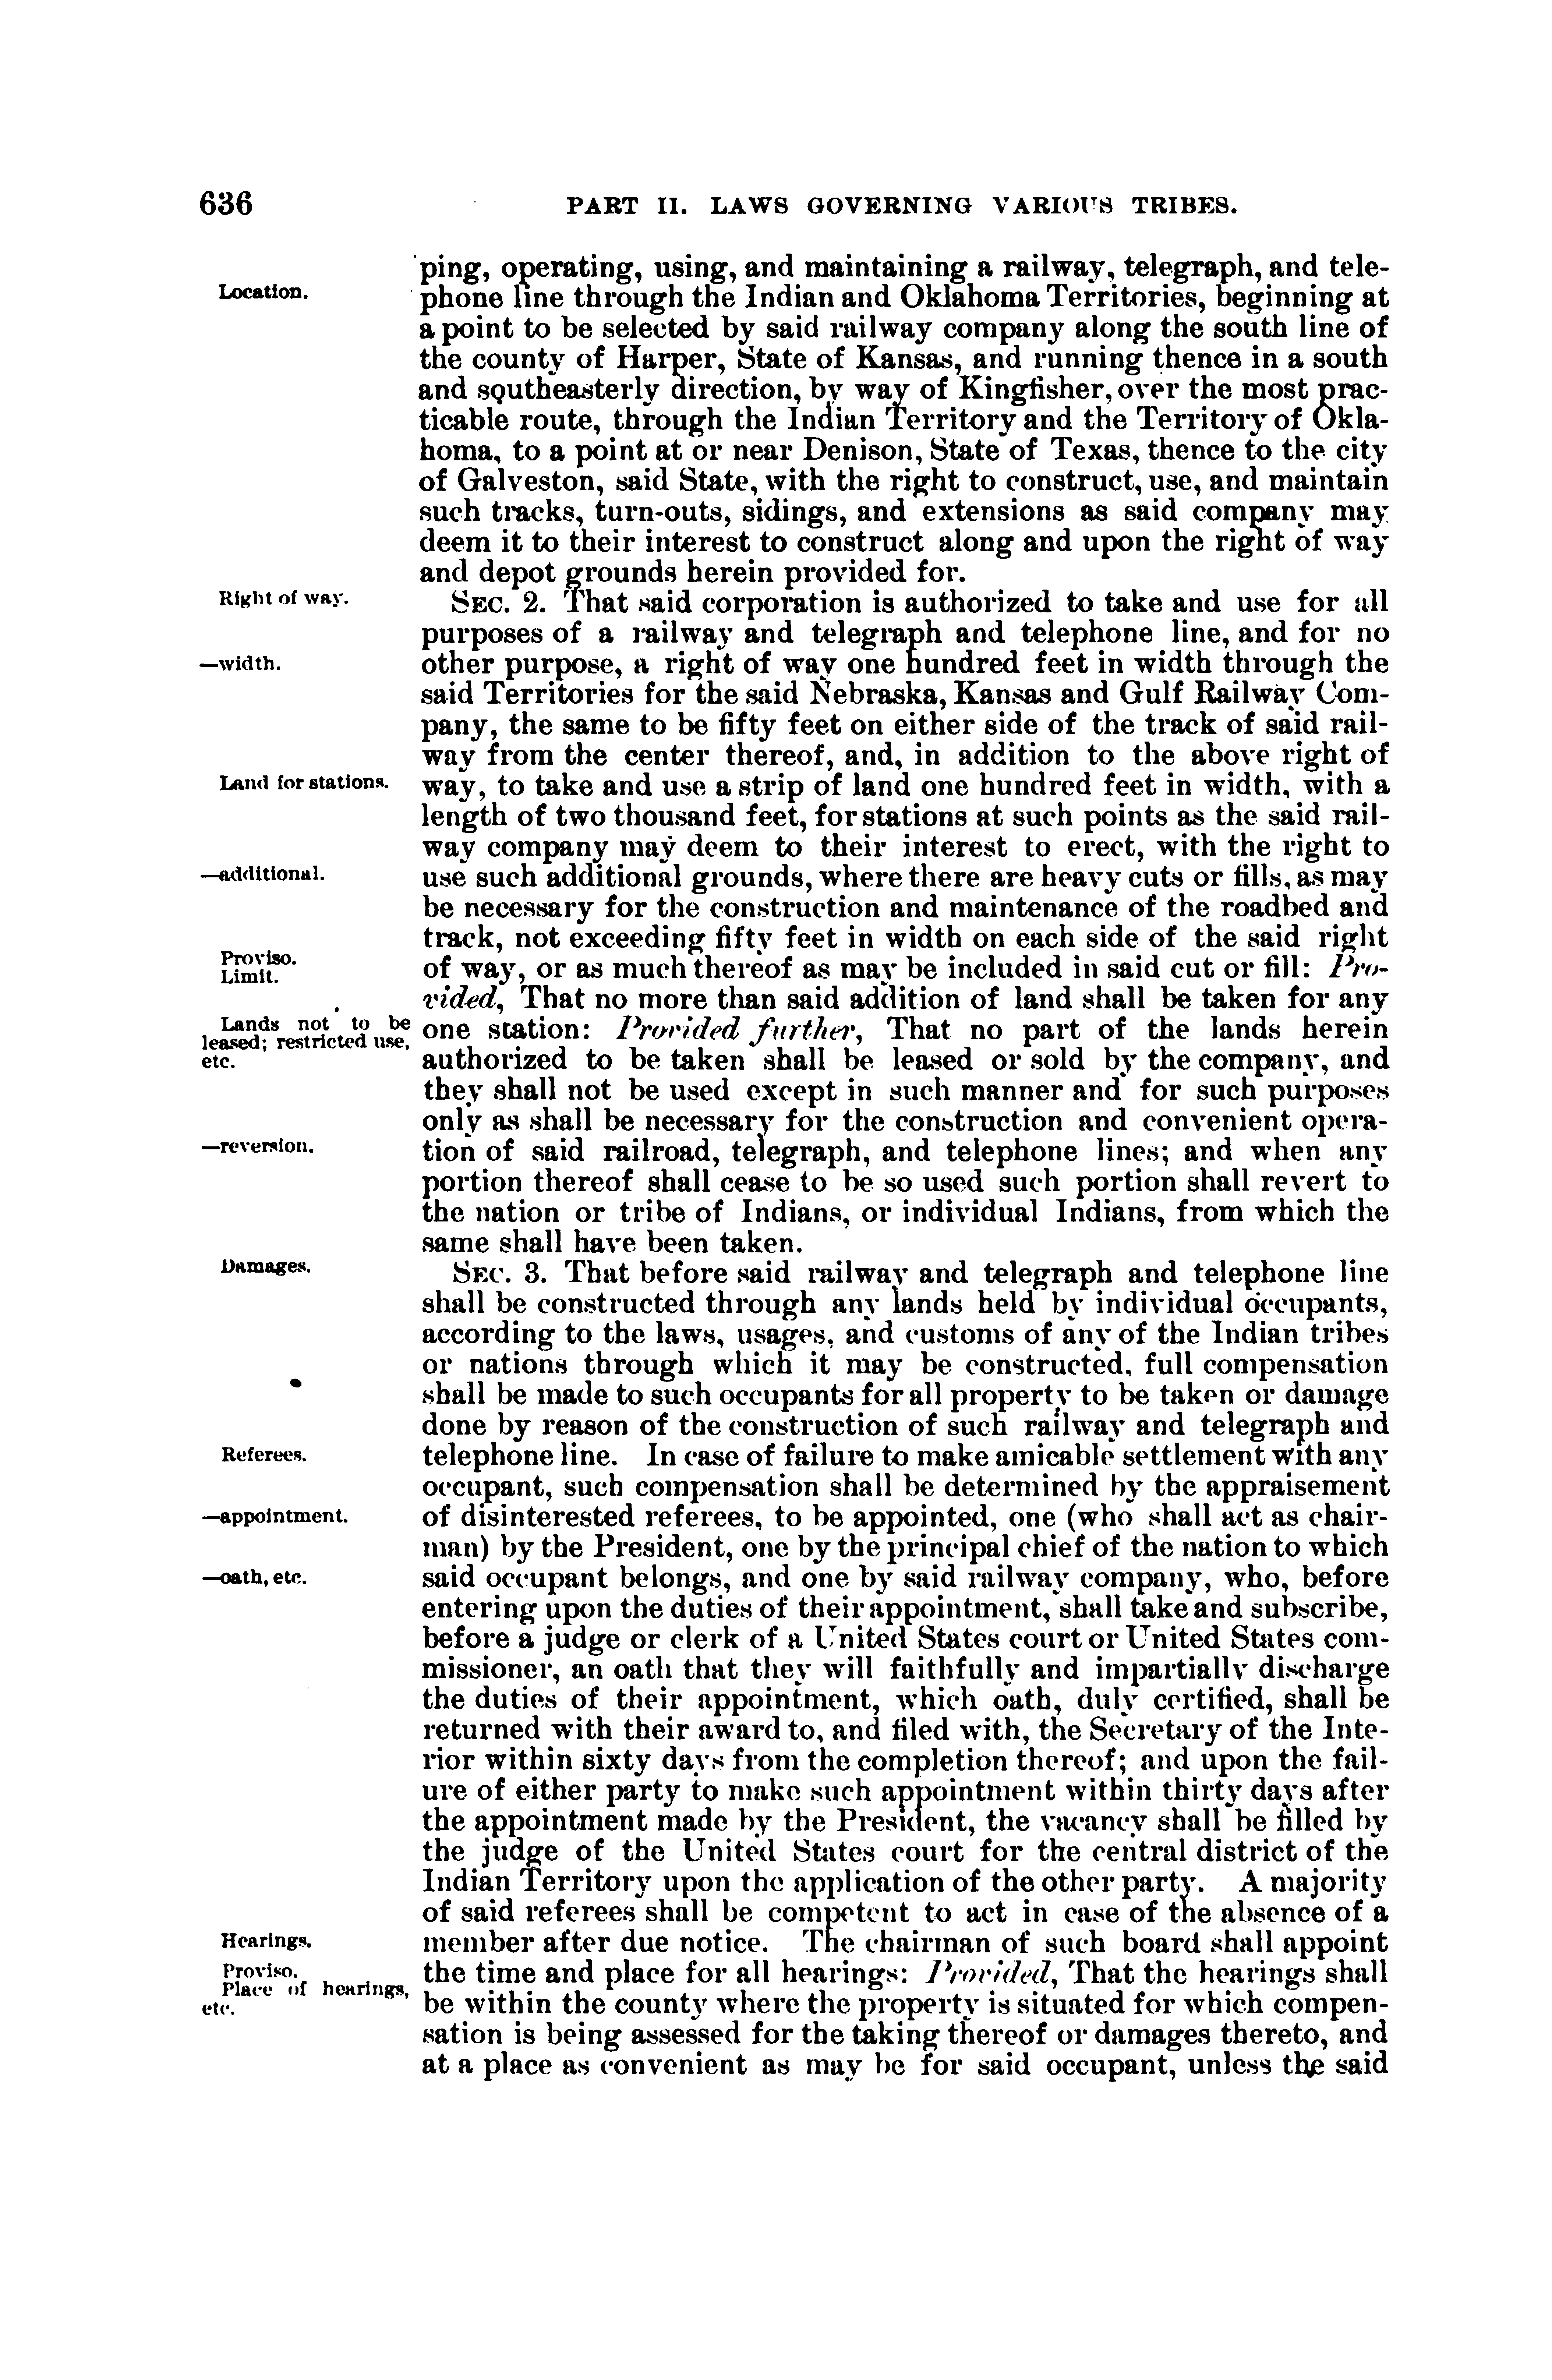 636 PART II. LAWS GOVERNING VARIOUS TRIBES.
ping, operating, using, and maintaining a railway, telegraph, and tele-
Location.
phone line through the Indian and Oklahoma Territories, beginning at
a point to be selected by said railway company along the south line of
the county of Harper, State of Kansas, and running thence in a south
and southeasterly direction, by way of Kingfisher, over the most prac-
ticable route, through the Indian Territory and the Territory of Okla-
homa, to a point at or near Denison, State of Texas, thence to the city
of Galveston, said State, with the right to construct, use, and maintain
such tracks, turn-outs, sidings, and extensions as said company may
deem it to their interest to construct along and upon the right of way
and depot grounds herein provided for.
Right of way.
SEC. 2. That said corporation is authorized to take and use for all
purposes of a railway and telegraph and telephone line, and for no
—width.
other purpose, a right of way one hundred feet in width through the
said Territories for the said Nebraska, Kansas and Gulf Railway Com-
pany, the same to be fifty feet on either side of the track of said rail-
way from the center thereof, and, in addition to the above right of
Land for stations.
way, to take and use a strip of land one hundred feet in width, with a
length of two thousand feet, for stations at such points as the said rail-
way company may deem to their interest to erect, with the right to
—additional.
use such additional grounds, where there are heavy cuts or fills, as may
be necessary for the construction and maintenance of the roadbed and
track, not exceeding fifty feet in width on each side of the said right
Proviso.
Limit.
of way, or as much thereof as may be included in said cut or fill: Pro-
vided, That no more than said addition of land shall be taken for any
Lands not to be
leased; restricted use,
etc.
one station: Provided further, That no part of the lands herein
authorized to be taken shall be leased or sold by the company, and
they shall not be used except in such manner and for such purposes
only as shall be necessary for the construction and convenient opera-
—reversion.
tion of said railroad, telegraph, and telephone lines; and when any
portion thereof shall cease to be so used such portion shall revert to
the nation or tribe of Indians, or individual Indians, from which the
same shall have been taken.
Damages.
SEC. 3. That before said railway and telegraph and telephone line
shall be constructed through any lands held by individual occupants,
according to the laws, usages, and customs of any of the Indian tribes
or nations through which it may be constructed, full compensation
shall be made to such occupants for all property to be taken or damage
done by reason of the construction of such railway and telegraph and
Referees.
telephone line. In case of failure to make amicable settlement with any
occupant, such compensation shall be determined by the appraisement
—appointment.
of disinterested referees, to be appointed, one (who shall act as chair-
man) by the President, one by the principal chief of the nation to which
—oath, etc.
said occupant belongs, and one by said railway company, who, before
entering upon the duties of their appointment, shall take and subscribe,
before a judge or clerk of a United States court or United States com-
missioner, an oath that they will faithfully and impartially discharge
the duties of their appointment, which oath, duly certified, shall be
returned with their award to, and filed with, the Secretary of the Inte-
rior within sixty days from the completion thereof; and upon the fail-
ure of either party to make such appointment within thirty days after
the appointment made by the President, the vacancy shall be filled by
the judge of the United States court for the central district of the
Indian Territory upon the application of the other party. A majority
of said referees shall be competent to act in case of the absence of a
Hearings.
member after due notice. The chairman of such board shall appoint
Proviso.
Place of hearings,
etc.
the time and place for all hearings: Provided, That the hearings shall
be within the county where the property is situated for which compen-
sation is being assessed for the taking thereof or damages thereto, and
at a place as convenient as may be for said occupant, unless the said